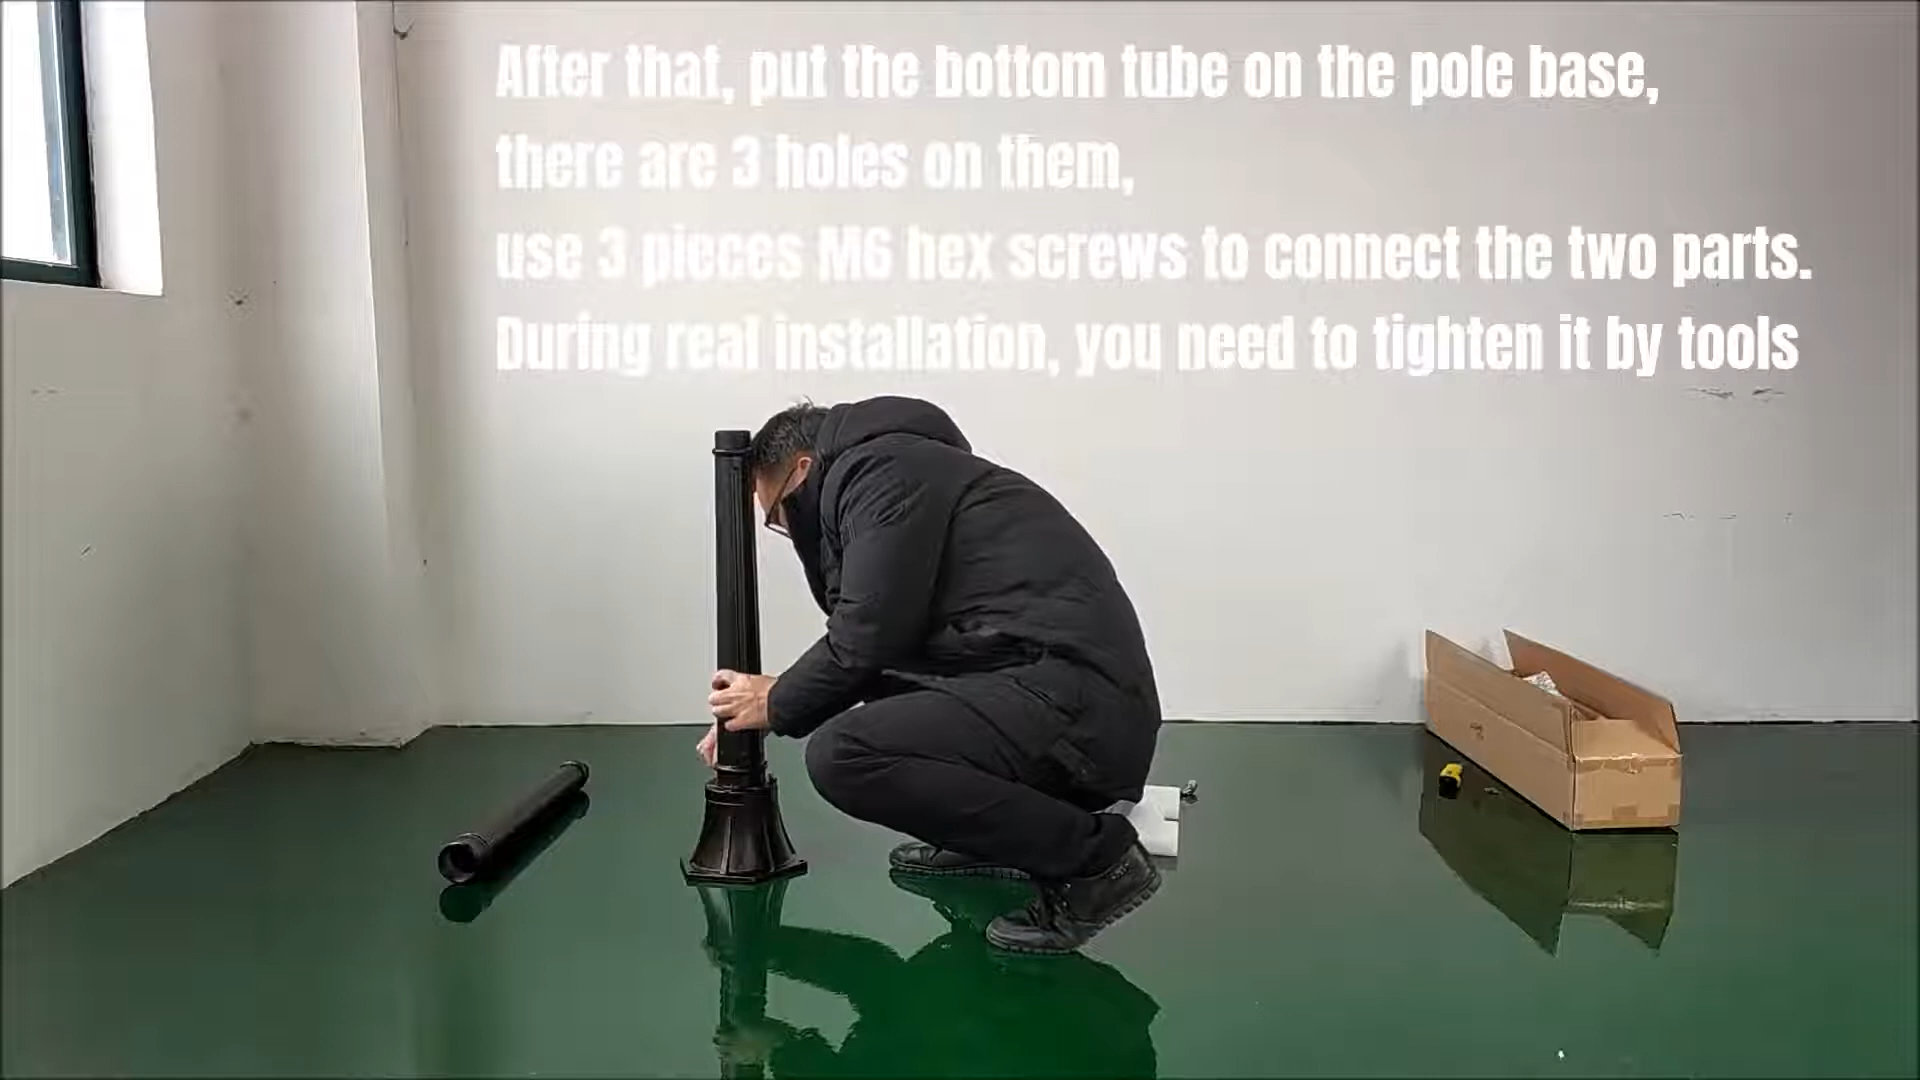 After that, put the bottom tube on the pole base,
there are 3 holes on them,
use 3 pieces M6 hex screws to connect the two parts.
During real installation, you need to tighten it by tools